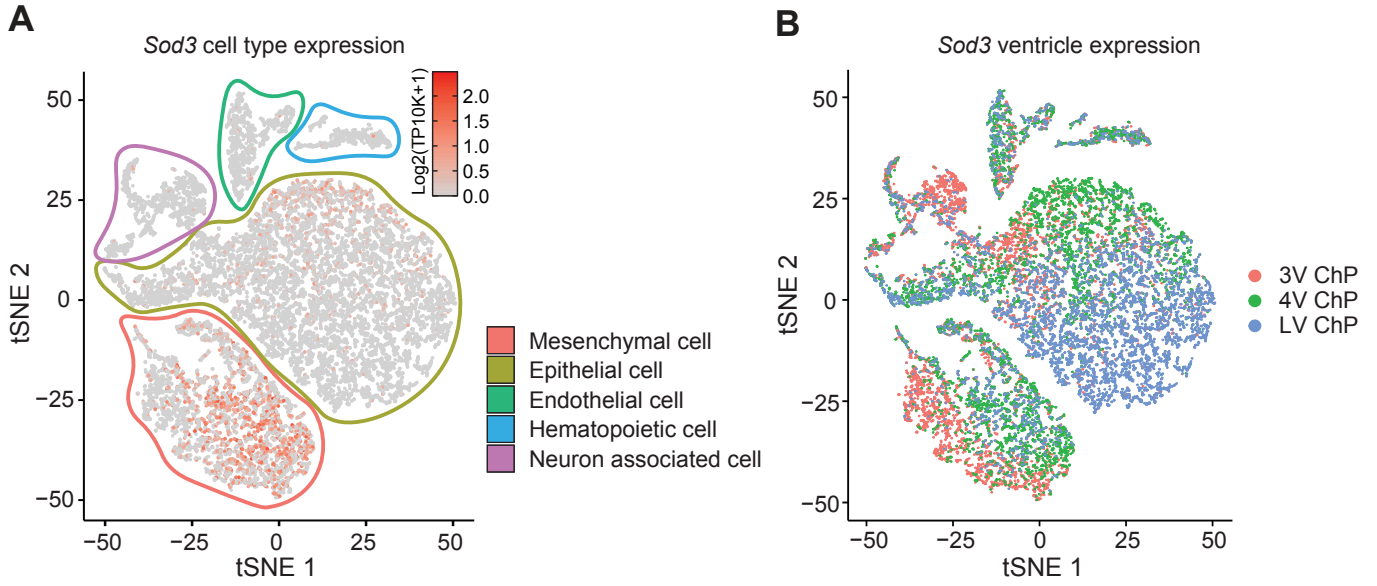 A
Sod3 cell type expression
Log2(TP10K+1)
2.0
1.5
1.0
0.5
0.0
50
25
0
−25
−50
tSNE 2
−50 −25 0 25 50
tSNE 1
Mesenchymal cell
Epithelial cell
Endothelial cell
Hematopoietic cell
Neuron associated cell
B
Sod3 ventricle expression
50
25
0
−25
−50
tSNE 2
−50 −25 0 25 50
tSNE 1
3V ChP
4V ChP
LV ChP